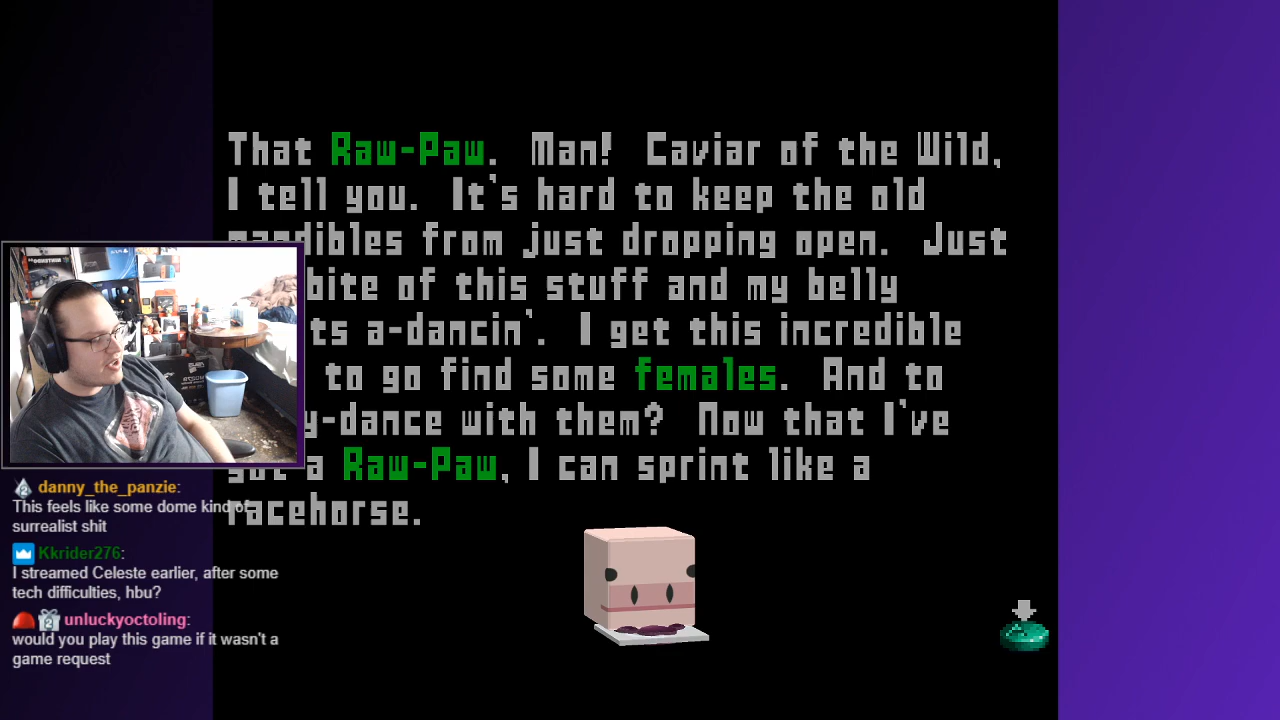 That Raw-Paw. Man! Caviar of the Wild,
I tell you. It's hard to keep the old
mandibles from just dropping open. Just
bite of this stuff and my belly
ts a-dancin'. I get this incredible
to go find some females. And to
y-dance with them? Now that I've
got a Raw-Paw, I can sprint like a
racehorse.
danny_the_panzie:
This feels like some dome kind of
surrealist shit
Kkrider276:
I streamed Celeste earlier, after some
tech difficulties, hbu?
unluckyoctoling:
would you play this game if it wasn't a
game request